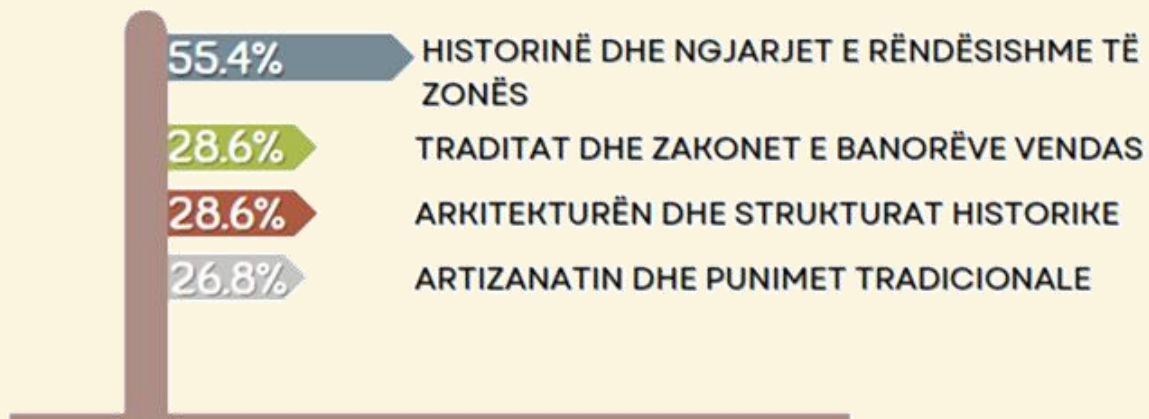 55.4% HISTORINË DHE NGJARJET E RËNDËSISHME TË
ZONËS
28.6% TRADITAT DHE ZAKONET E BANORËVE VENDAS
28.6% ARKITEKTURËN DHE STRUKTURAT HISTORIKE
26.8% ARTIZANATIN DHE PUNIMET TRADICIONALE